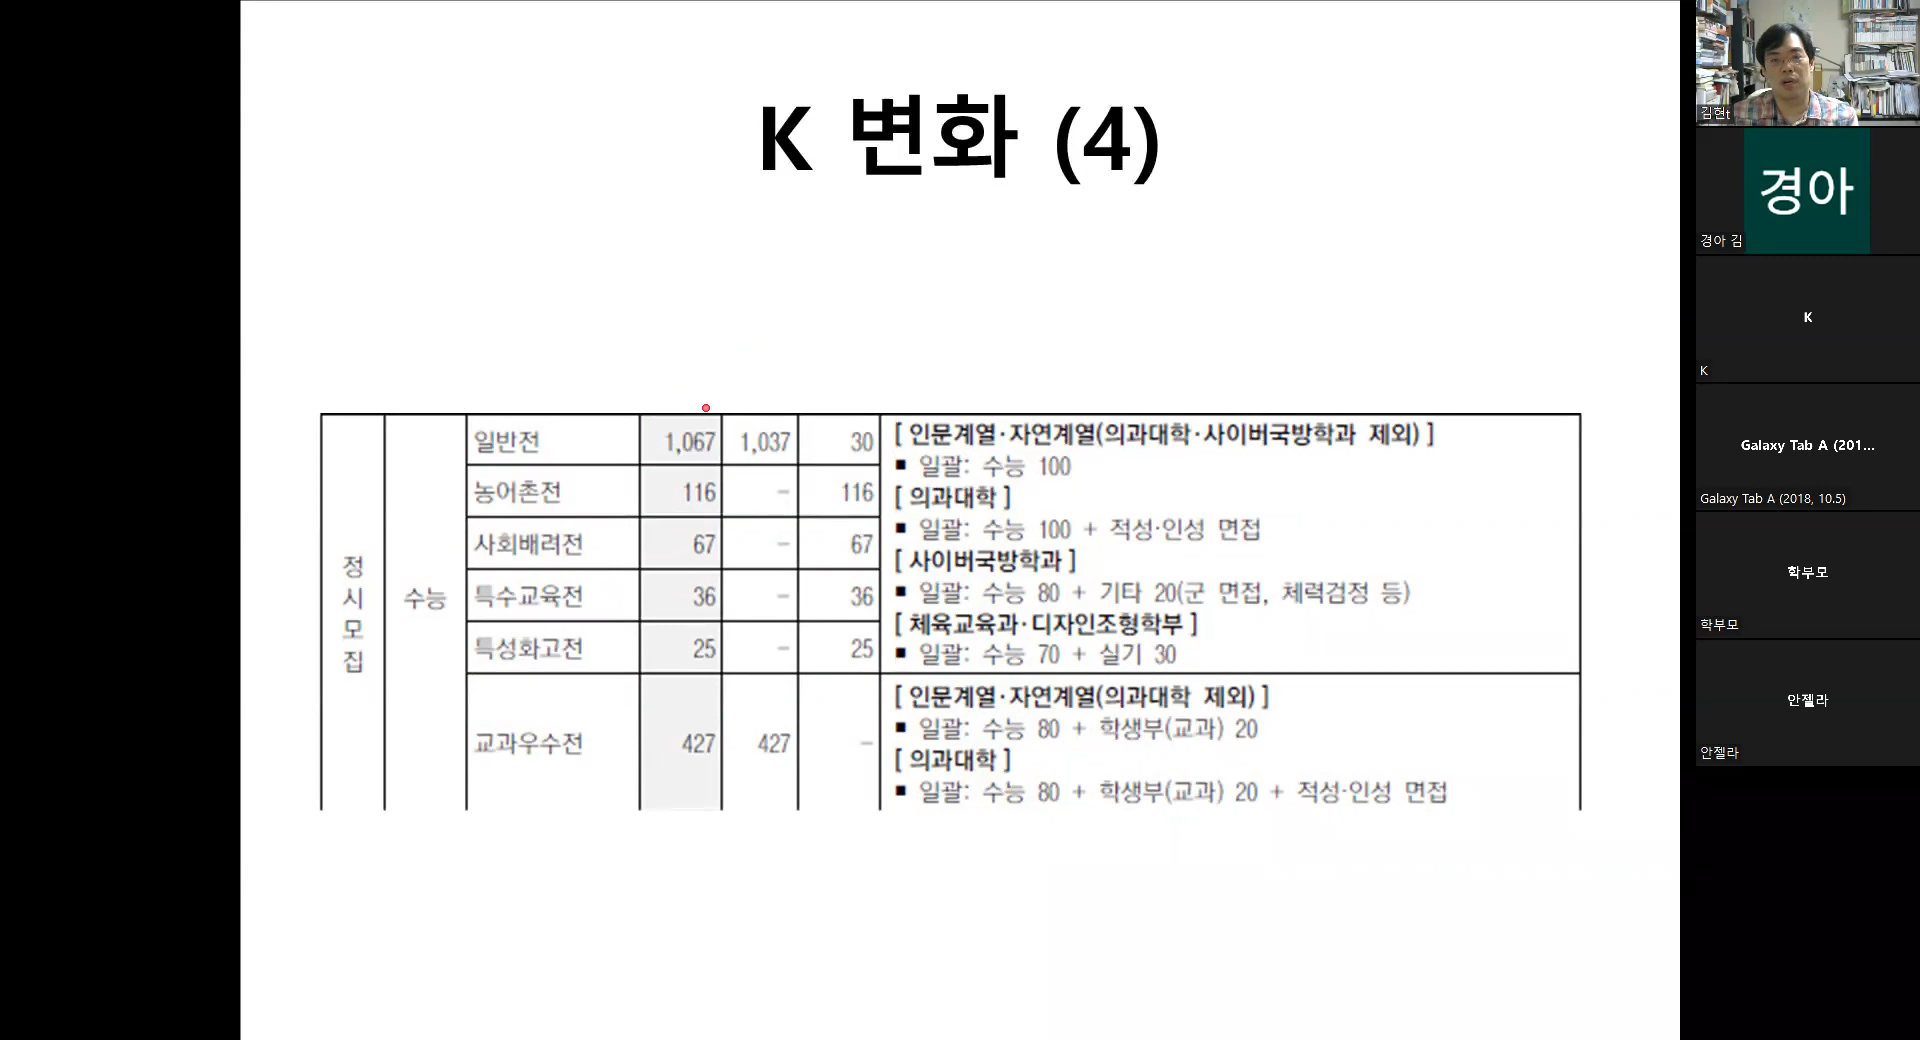 K 변화 (4)
정시모집
수능
일반전 1,067 1,037 30
농어촌전 116 - 116
사회배려전 67 - 67
특수교육전 36 - 36
특성화고전 25 - 25
[ 인문계열·자연계열(의과대학·사이버국방학과 제외) ]
▪ 일괄: 수능 100
[ 의과대학 ]
▪ 일괄: 수능 100 + 적성·인성 면접
[ 사이버국방학과 ]
▪ 일괄: 수능 80 + 기타 20(군 면접, 체력검정 등)
[ 체육교육과·디자인조형학부 ]
▪ 일괄: 수능 70 + 실기 30
교과우수전 427 427 -
[ 인문계열·자연계열(의과대학 제외) ]
▪ 일괄: 수능 80 + 학생부(교과) 20
[ 의과대학 ]
▪ 일괄: 수능 80 + 학생부(교과) 20 + 적성·인성 면접
김현t
경아
경아 김
K
K
Galaxy Tab A (201...
Galaxy Tab A (2018, 10.5)
학부모
학부모
안젤라
안젤라